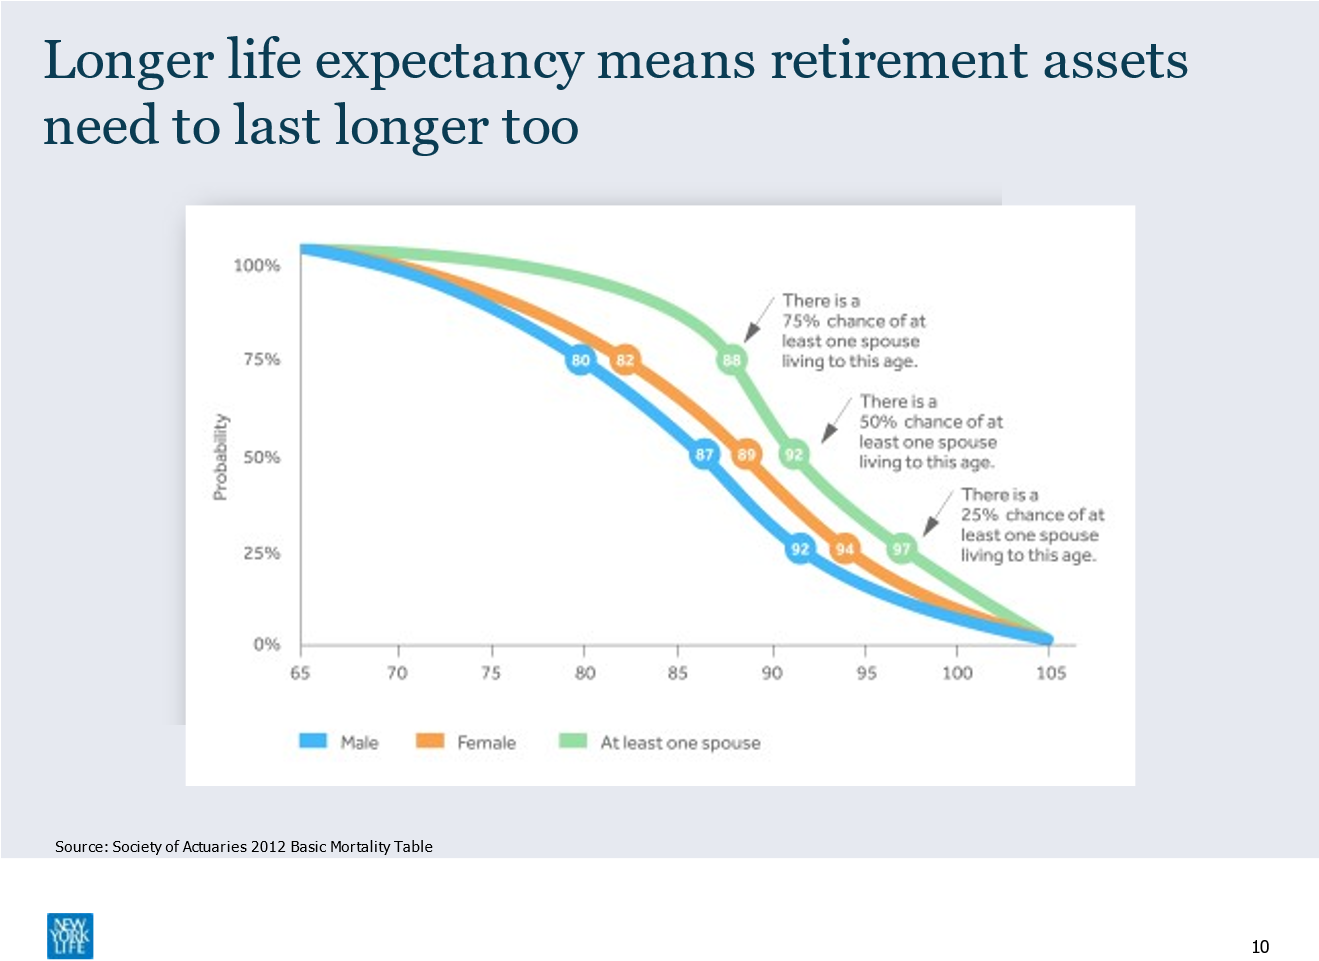 Longer life expectancy means retirement assets
need to last longer too
100%
There is a
75% chance of at
least one spouse
living to this age.
75%
80
82
88
There is a
50% chance of at
least one spouse
living to this age.
Probability
50%
87
89
92
There is a
25% chance of at
least one spouse
living to this age.
25%
92
94
97
0%
65 70 75 80 85 90 95 100 105
Male Female At least one spouse
Source: Society of Actuaries 2012 Basic Mortality Table
NEW
YORK
LIFE
10